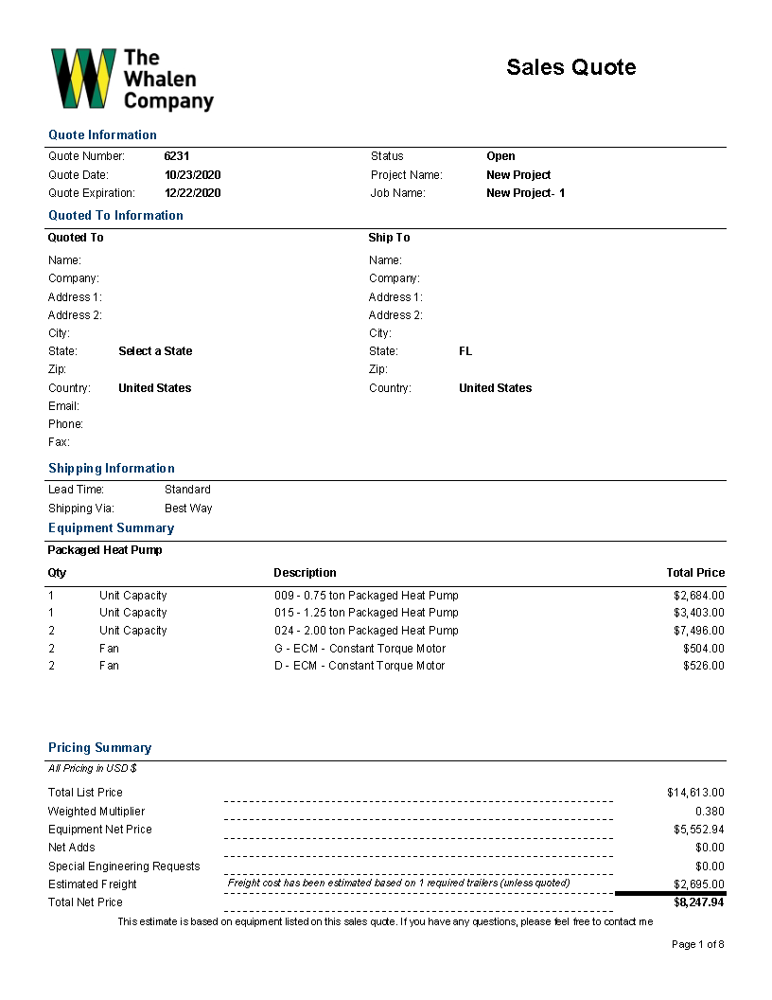 The
Whalen
Company
Sales Quote
Quote Information
Quote Number: 6231 Status Open
Quote Date: 10/23/2020 Project Name: New Project
Quote Expiration: 12/22/2020 Job Name: New Project- 1
Quoted To Information
Quoted To Ship To
Name: Name:
Company: Company:
Address 1: Address 1:
Address 2: Address 2:
City: City:
State: Select a State State: FL
Zip: Zip:
Country: United States Country: United States
Email:
Phone:
Fax:
Shipping Information
Lead Time: Standard
Shipping Via: Best Way
Equipment Summary
Packaged Heat Pump
Qty Description Total Price
1 Unit Capacity 009 - 0.75 ton Packaged Heat Pump $2,684.00
1 Unit Capacity 015 - 1.25 ton Packaged Heat Pump $3,403.00
2 Unit Capacity 024 - 2.00 ton Packaged Heat Pump $7,496.00
2 Fan G - ECM - Constant Torque Motor $504.00
2 Fan D - ECM - Constant Torque Motor $526.00
Pricing Summary
All Pricing in USD $
Total List Price $14,613.00
Weighted Multiplier 0.380
Equipment Net Price $5,552.94
Net Adds $0.00
Special Engineering Requests $0.00
Estimated Freight Freight cost has been estimated based on 1 required trailers (unless quoted) $2,695.00
Total Net Price $8,247.94
This estimate is based on equipment listed on this sales quote. If you have any questions, please feel free to contact me
Page 1 of 8